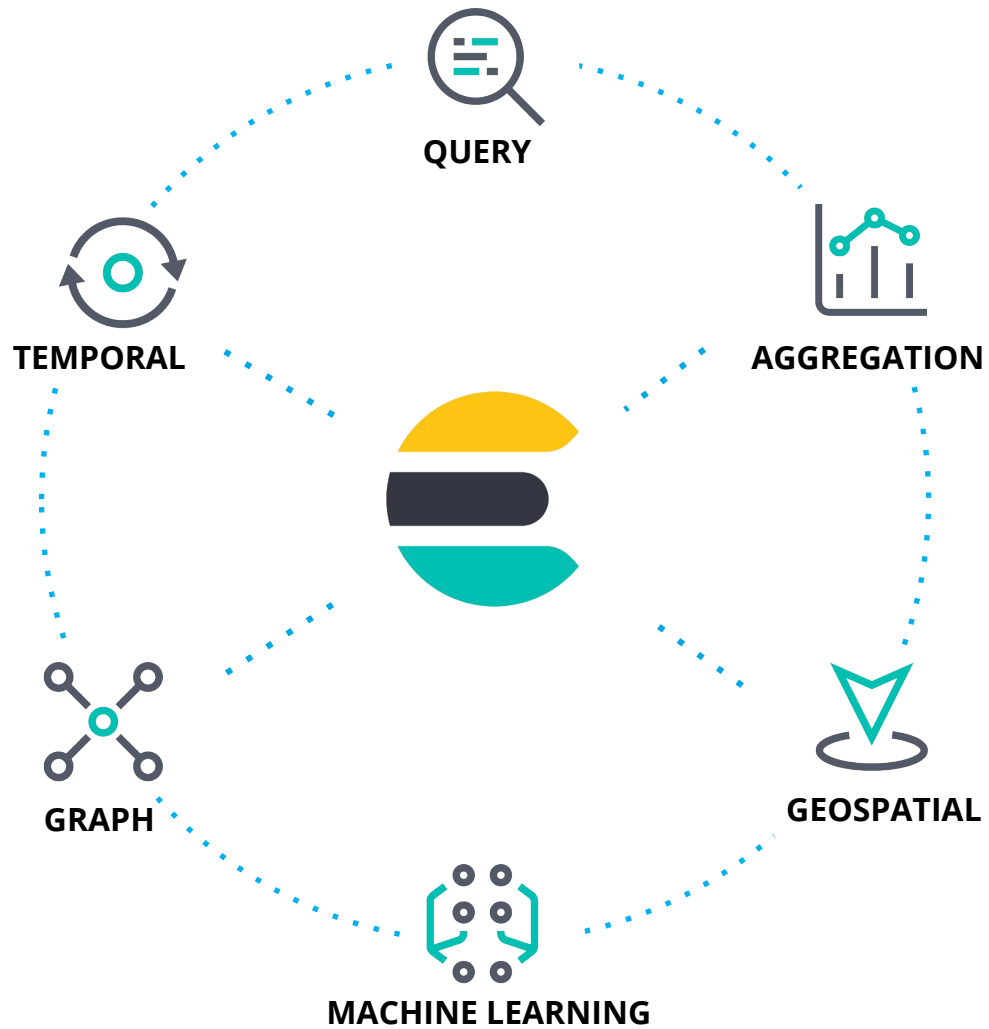 QUERY
TEMPORAL
AGGREGATION
GRAPH
GEOSPATIAL
MACHINE LEARNING